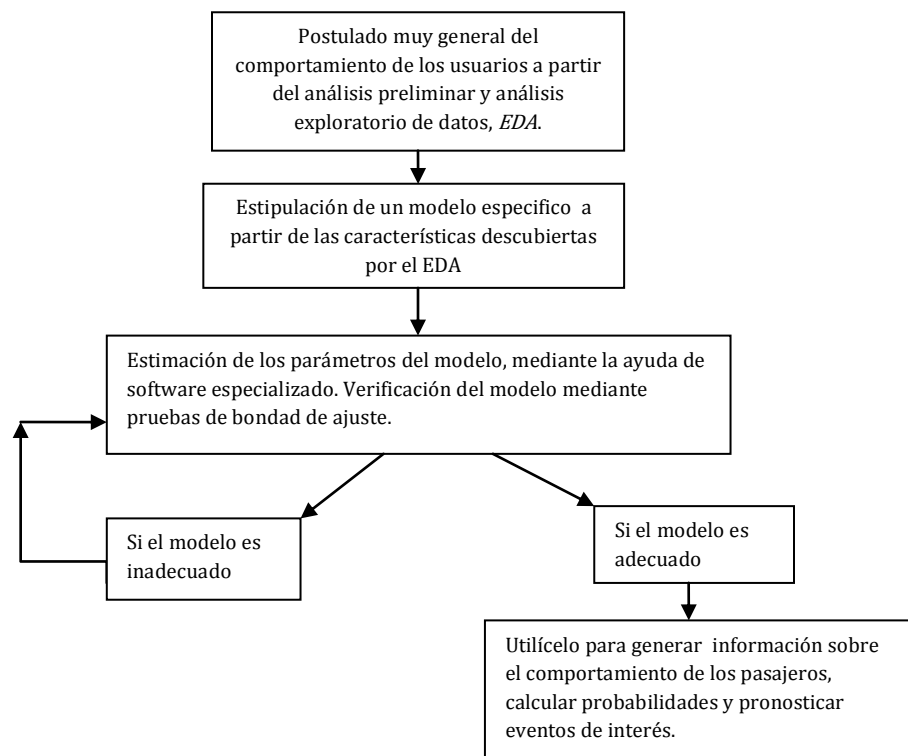 Postulado muy general del
comportamiento de los usuarios a partir
del análisis preliminar y análisis
exploratorio de datos, EDA.
Estipulación de un modelo especifico  a
partir de las características descubiertas
por el EDA
Estimación de los parámetros del modelo, mediante la ayuda de
software especializado. Verificación del modelo mediante
pruebas de bondad de ajuste.
Si el modelo es
inadecuado
Si el modelo es
adecuado
Utilícelo para generar  información sobre
el comportamiento de los pasajeros,
calcular probabilidades y pronosticar
eventos de interés.